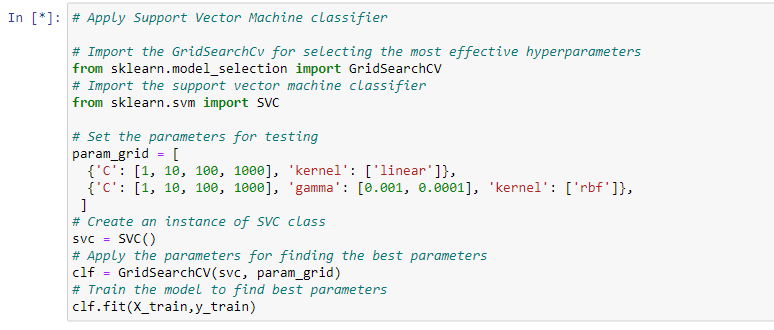 In [*]: # Apply Support Vector Machine classifier
# Import the GridSearchCv for selecting the most effective hyperparameters
from sklearn.model_selection import GridSearchCV
# Import the support vector machine classifier
from sklearn.svm import SVC
# Set the parameters for testing
param_grid = [
  {'C': [1, 10, 100, 1000], 'kernel': ['linear']},
  {'C': [1, 10, 100, 1000], 'gamma': [0.001, 0.0001], 'kernel': ['rbf']},
 ]
# Create an instance of SVC class
svc = SVC()
# Apply the parameters for finding the best parameters
clf = GridSearchCV(svc, param_grid)
# Train the model to find best parameters
clf.fit(X_train,y_train)